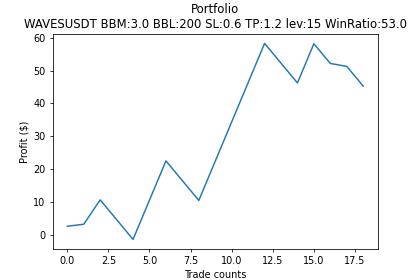 Portfolio
WAVESUSDT BBM:3.0 BBL:200 SL:0.6 TP:1.2 lev:15 WinRatio:53.0
60
50
40
30
20
10
0
Profit ($)
0.0 2.5 5.0 7.5 10.0 12.5 15.0 17.5
Trade counts